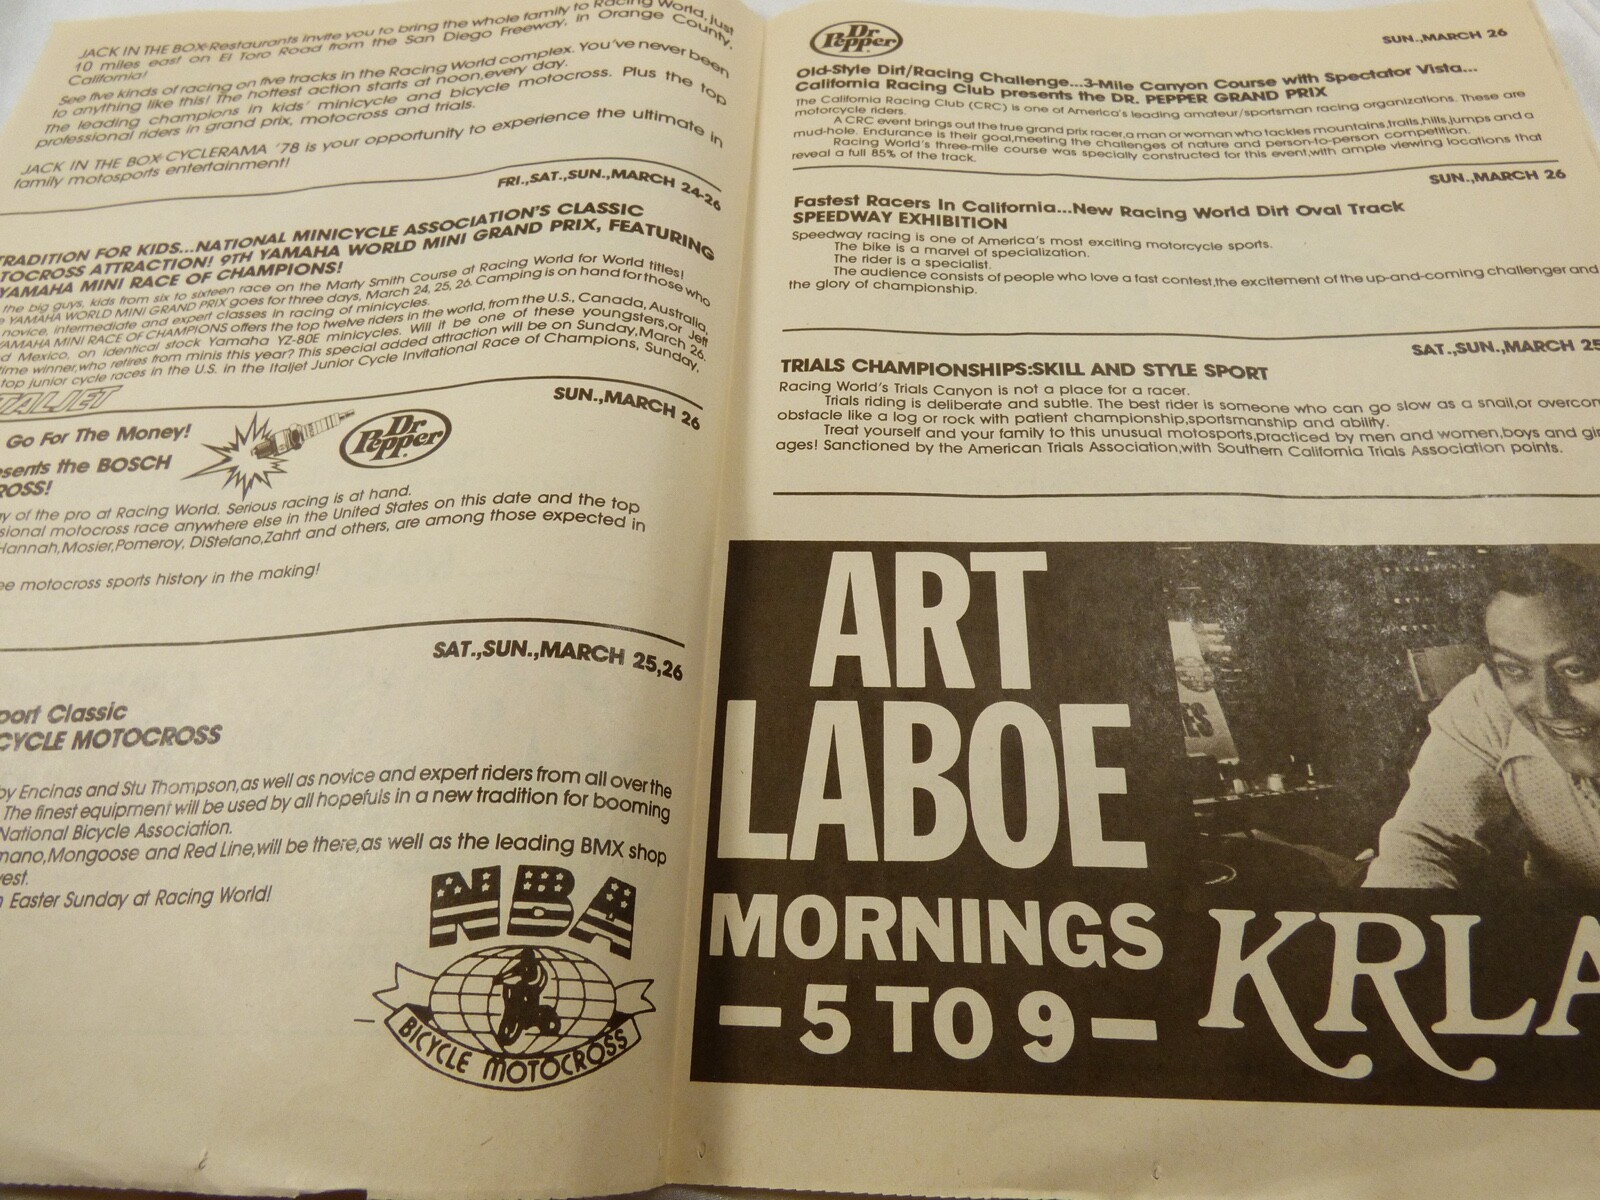 JACK IN THE BOX Restaurants invite you to bring the whole family to Racing World, just
10 miles east on El Toro Road from the San Diego Freeway, in Orange County,
California!
See five kinds of racing on five tracks in the Racing World complex. You've never been
to anything like this! The hottest action starts at noon,every day.
The leading champions in kids' minicycle and bicycle motocross. Plus the top
professional riders in grand prix, motocross and trials.
JACK IN THE BOX CYCLERAMA '78 is your opportunity to experience the ultimate in
family motosports entertainment!
FRI.,SAT.,SUN.,MARCH 24-26
TRADITION FOR KIDS...NATIONAL MINICYCLE ASSOCIATION'S CLASSIC
TOCROSS ATTRACTION! 9TH YAMAHA WORLD MINI GRAND PRIX, FEATURING
YAMAHA MINI RACE OF CHAMPIONS!
the big guys, kids from six to sixteen race on the Marty Smith Course at Racing World for World titles!
YAMAHA WORLD MINI GRAND PRIX goes for three days, March 24, 25, 26. Camping is on hand for those who
novice, intermediate and expert classes in racing of minicycles.
YAMAHA MINI RACE OF CHAMPIONS offers the top twelve riders in the world, from the U.S., Canada, Australia,
d Mexico, on identical stock Yamaha YZ-80E minicycles. Will it be one of these youngsters,or Jeff
time winner,who retires from minis this year? This special added attraction will be on Sunday,March 26.
top junior cycle races in the U.S. in the Italjet Junior Cycle Invitational Race of Champions, Sunday,
TALJET
SUN.,MARCH 26
Go For The Money!
Dr Pepper
esents the BOSCH
ROSS!
y of the pro at Racing World. Serious racing is at hand.
sional motocross race anywhere else in the United States on this date and the top
Hannah,Mosier,Pomeroy, DiStefano,Zahrt and others, are among those expected in
ee motocross sports history in the making!
SAT.,SUN.,MARCH 25,26
port Classic
CYCLE MOTOCROSS
by Encinas and Stu Thompson,as well as novice and expert riders from all over the
The finest equipment will be used by all hopefuls in a new tradition for booming
National Bicycle Association.
mano,Mongoose and Red Line,will be there,as well as the leading BMX shop
est.
n Easter Sunday at Racing World!
NBA
BICYCLE MOTOCROSS
Dr Pepper
SUN.,MARCH 26
Old-Style Dirt/Racing Challenge...3-Mile Canyon Course with Spectator Vista...
California Racing Club presents the DR. PEPPER GRAND PRIX
The California Racing Club (CRC) is one of America's leading amateur/sportsman racing organizations. These are
motorcycle riders.
A CRC event brings out the true grand prix racer,a man or woman who tackles mountains,trails,hills,jumps and a
mud-hole. Endurance is their goal,meeting the challenges of nature and person-to-person competition.
Racing World's three-mile course was specially constructed for this event,with ample viewing locations that
reveal a full 85% of the track.
SUN.,MARCH 26
Fastest Racers In California...New Racing World Dirt Oval Track
SPEEDWAY EXHIBITION
Speedway racing is one of America's most exciting motorcycle sports.
The bike is a marvel of specialization.
The rider is a specialist.
The audience consists of people who love a fast contest,the excitement of the up-and-coming challenger and
the glory of championship.
SAT.,SUN.,MARCH 25
TRIALS CHAMPIONSHIPS:SKILL AND STYLE SPORT
Racing World's Trials Canyon is not a place for a racer.
Trials riding is deliberate and subtle. The best rider is someone who can go slow as a snail,or overcom
obstacle like a log or rock with patient championship,sportsmanship and ability.
Treat yourself and your family to this unusual motosports,practiced by men and women,boys and gir
ages! Sanctioned by the American Trials Association,with Southern California Trials Association points.
ART
LABOE
MORNINGS
–5 TO 9–
KRLA